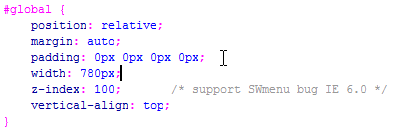 #global {
position: relative;
margin: auto;
padding: 0px 0px 0px 0px;
width: 780px;
z-index: 100; /* support SWmenu bug IE 6.0 */
vertical-align: top;
}